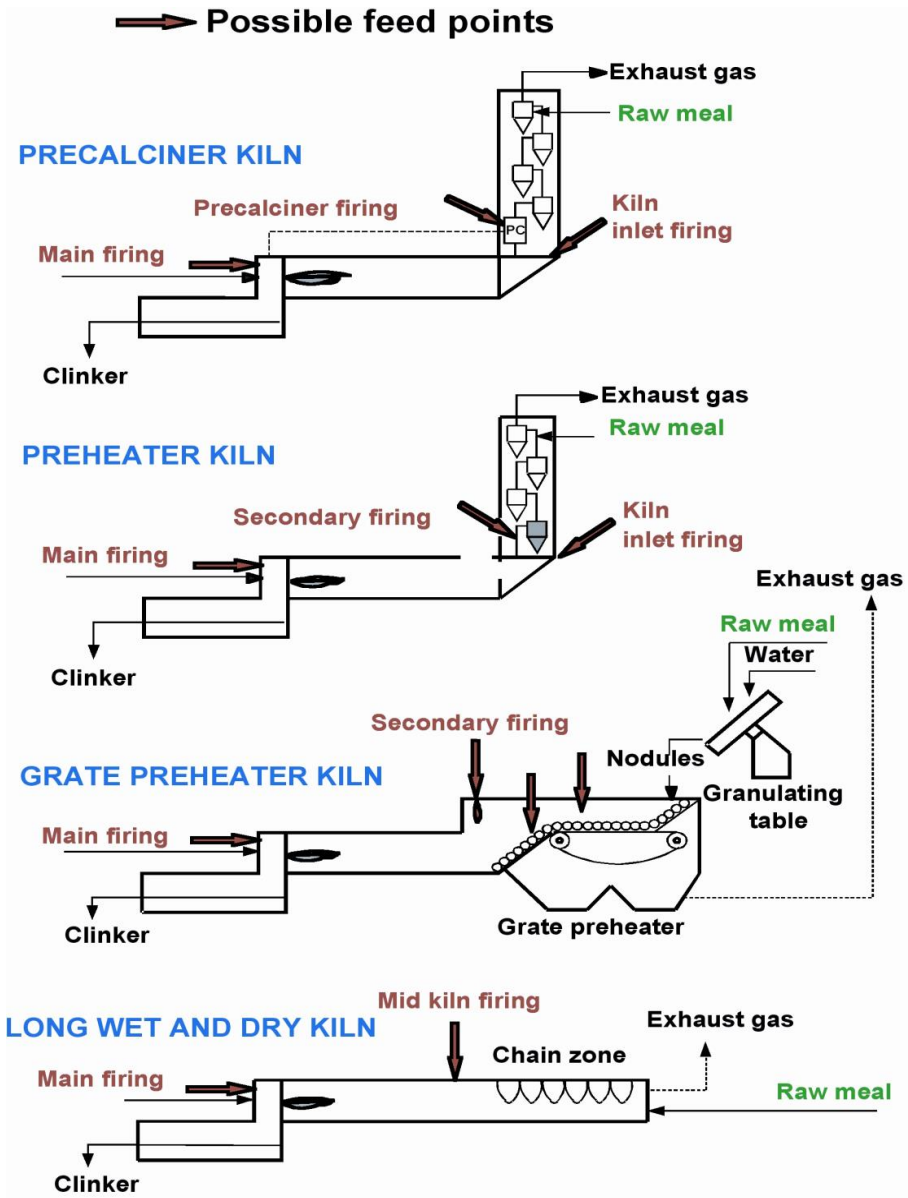 Possible feed points
Exhaust gas
Raw meal
PRECALCINER KILN
Precalciner firing
Kiln
inlet firing
PC
Main firing
Clinker
Exhaust gas
Raw meal
PREHEATER KILN
Secondary firing
Kiln
inlet firing
Main firing
Clinker
Exhaust gas
Raw meal
Water
Secondary firing
Nodules
GRATE PREHEATER KILN
Granulating
table
Main firing
Grate preheater
Clinker
Mid kiln firing
LONG WET AND DRY KILN
Exhaust gas
Chain zone
Main firing
Raw meal
Clinker